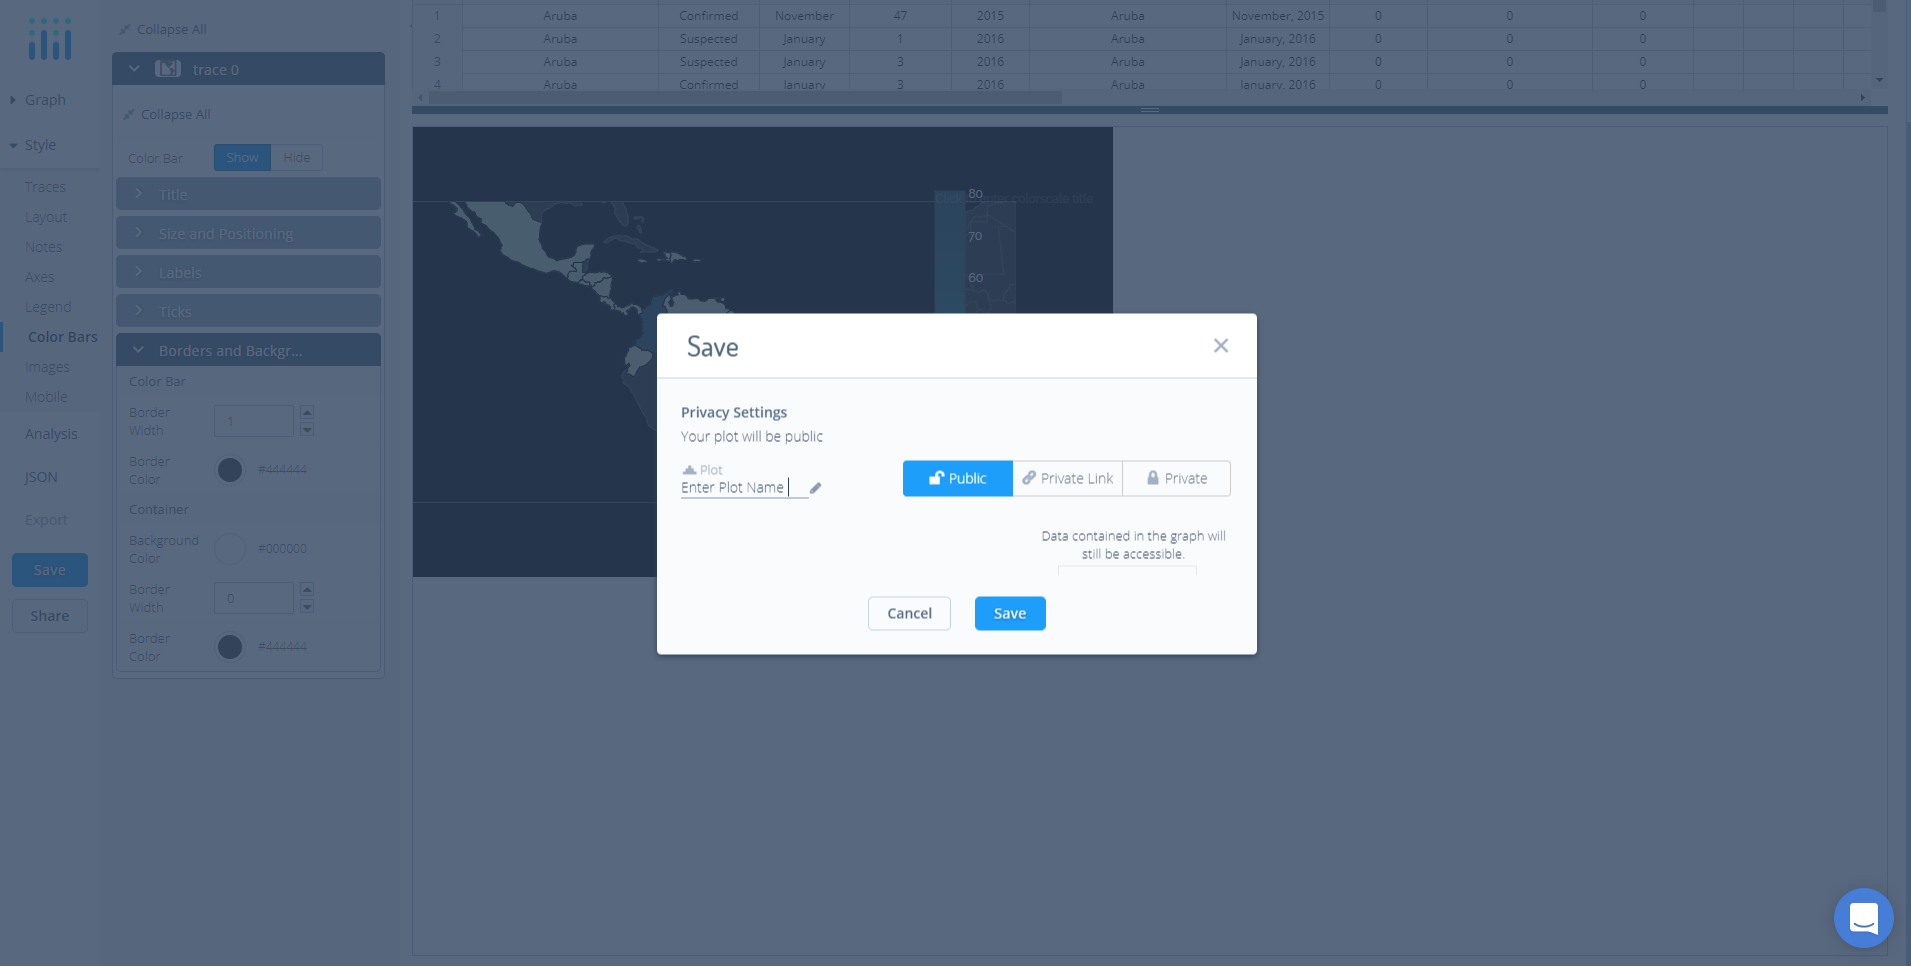 Collapse All
trace 0
Graph
Collapse All
Style
Color Bar Show Hide
Traces
Title
Layout
Size and Positioning
Notes
Axes
Labels
Legend
Ticks
Color Bars
Borders and Backgr...
Images
Color Bar
Mobile
Border
Width
1
Analysis
Border
Color
#444444
JSON
Container
Export
Background
Color
#000000
Save
Border
Width
0
Share
Border
Color
#444444
1 Aruba Confirmed November 47 2015 Aruba November, 2015 0 0 0
2 Aruba Suspected January 1 2016 Aruba January, 2016 0 0 0
3 Aruba Suspected January 3 2016 Aruba January, 2016 0 0 0
4 Aruba Confirmed January 3 2016 Aruba January, 2016 0 0 0
80
Click enter colorscale title
70
60
Save
Privacy Settings
Your plot will be public
Plot
Enter Plot Name
Public Private Link Private
Data contained in the graph will
still be accessible.
Cancel Save